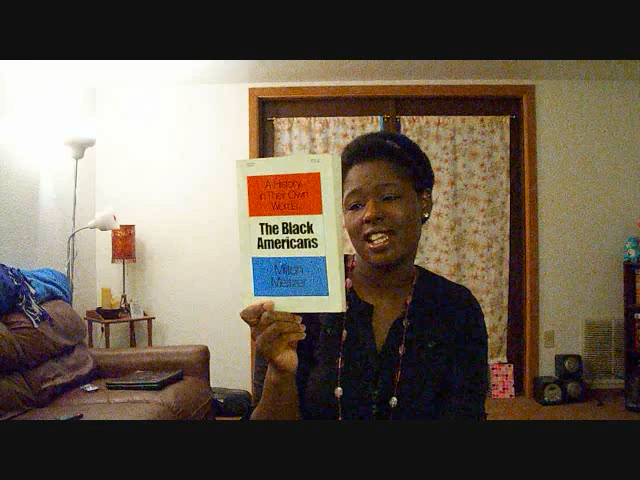 A History
in Their Own
Words
The Black
Americans
Milton
Meltzer